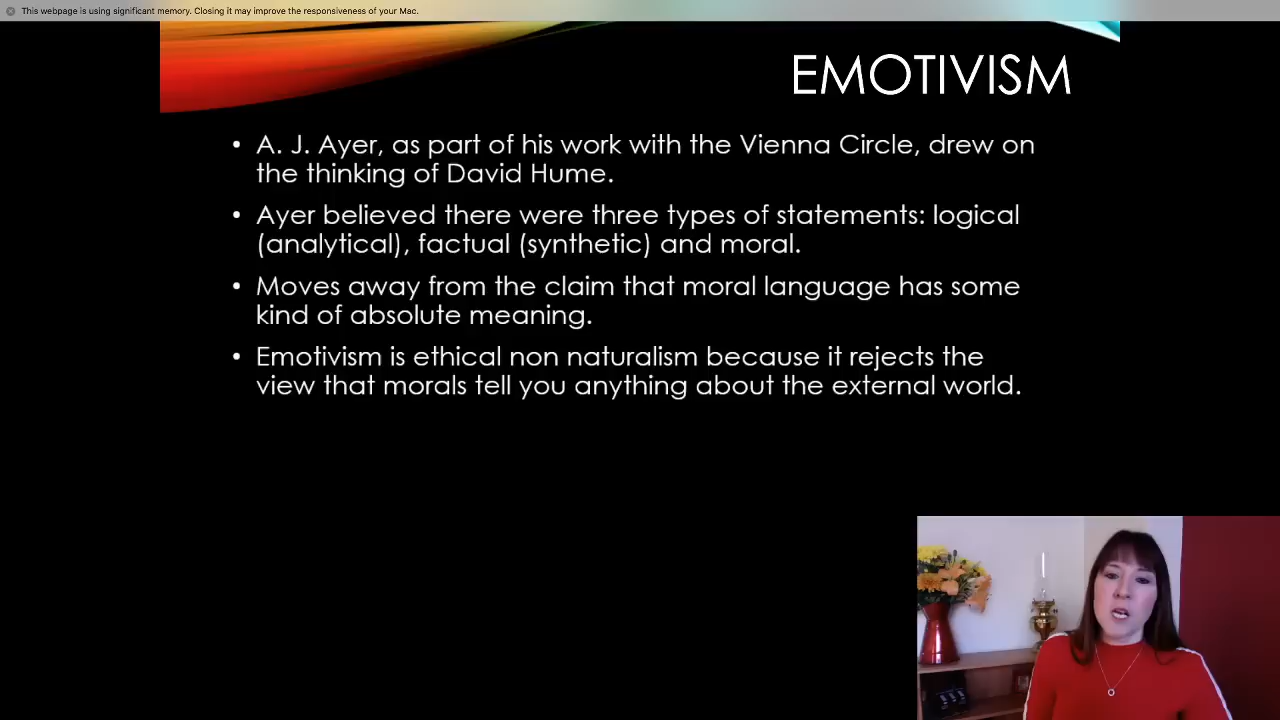 This webpage is using significant memory. Closing it may improve the responsiveness of your Mac.
EMOTIVISM
• A. J. Ayer, as part of his work with the Vienna Circle, drew on
the thinking of David Hume.
• Ayer believed there were three types of statements: logical
(analytical), factual (synthetic) and moral.
• Moves away from the claim that moral language has some
kind of absolute meaning.
• Emotivism is ethical non naturalism because it rejects the
view that morals tell you anything about the external world.